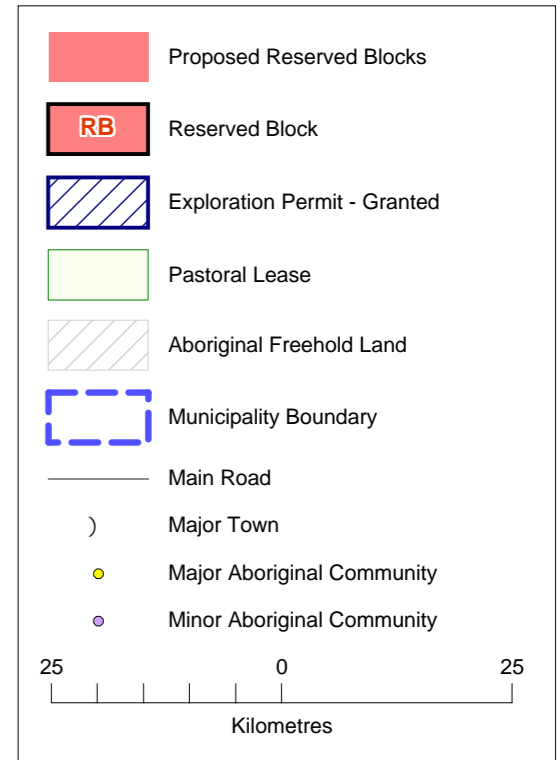 Proposed Reserved Blocks
RB
Reserved Block
Exploration Permit - Granted
Pastoral Lease
Aboriginal Freehold Land
Municipality Boundary
Main Road
)
Major Town
Major Aboriginal Community
Minor Aboriginal Community
25 0 25
Kilometres